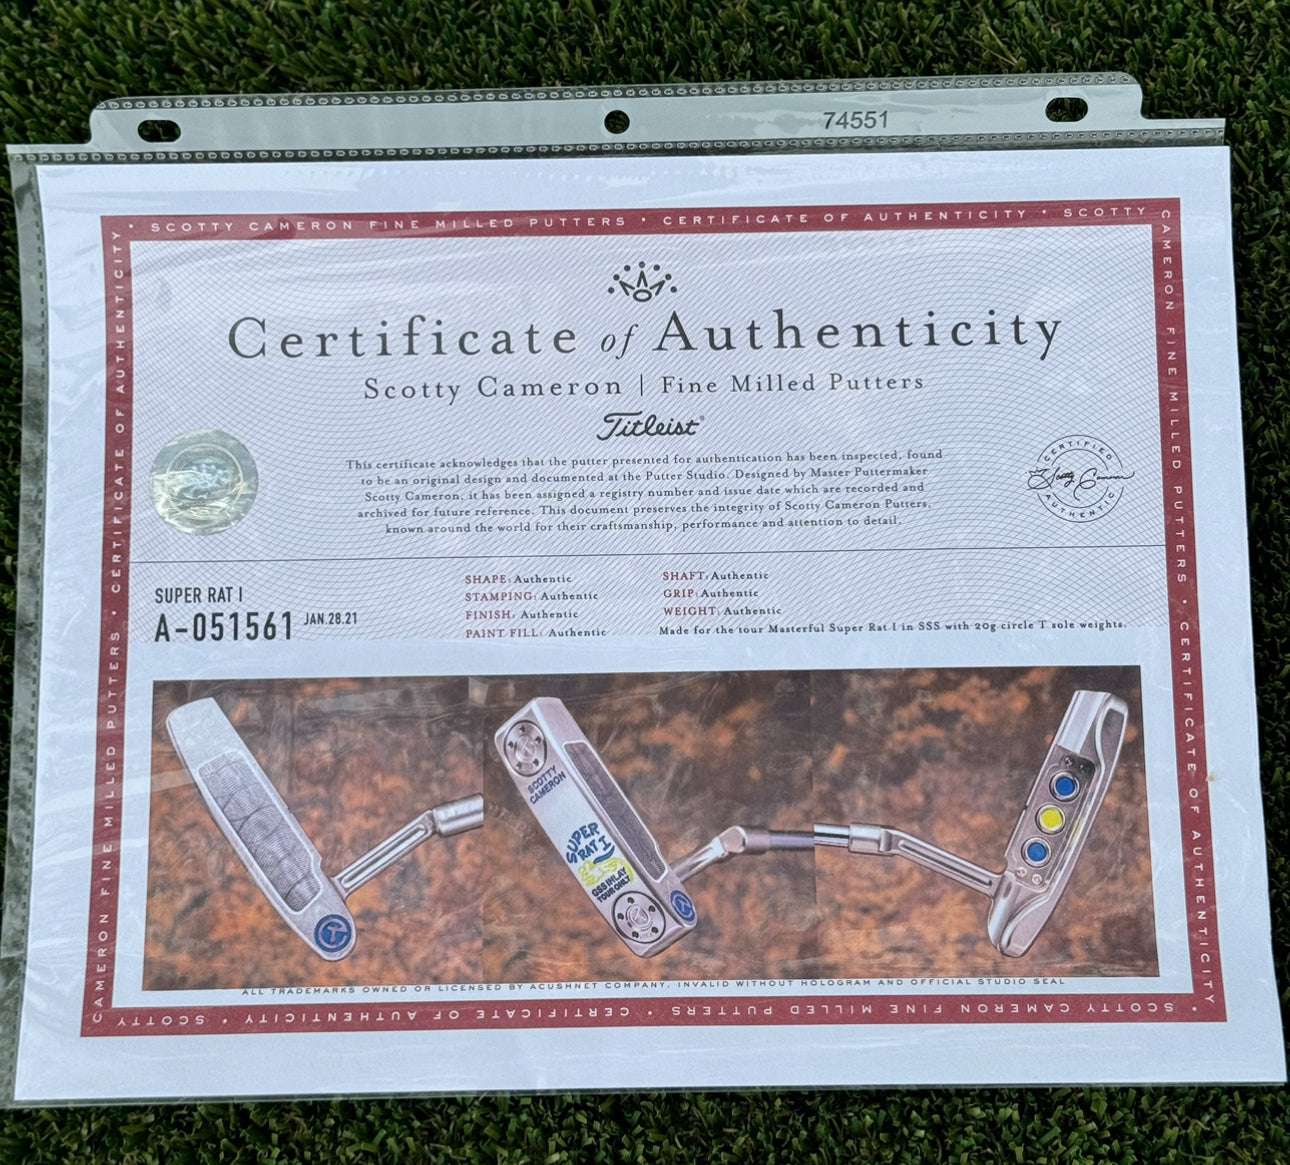 74551
• SCOTTY CAMERON FINE MILLED PUTTERS • CERTIFICATE OF AUTHENTICITY • SCOTTY
CAMERON FINE MILLED PUTTERS • CERTIFICATE OF AUTHENTICITY
Certificate of Authenticity
Scotty Cameron | Fine Milled Putters
Titleist®
This certificate acknowledges that the putter presented for authentication has been inspected, found
to be an original design and documented at the Putter Studio. Designed by Master Puttermaker
Scotty Cameron, it has been assigned a registry number and issue date which are recorded and
archived for future reference. This document preserves the integrity of Scotty Cameron Putters,
known around the world for their craftsmanship, performance and attention to detail.
CERTIFIED
Scotty Cameron
AUTHENTIC
SUPER RAT I
A-051561 JAN.28.21
SHAPE: Authentic
STAMPING: Authentic
FINISH: Authentic
PAINT FILL: Authentic
SHAFT: Authentic
GRIP: Authentic
WEIGHT: Authentic
Made for the tour Masterful Super Rat I in SSS with 20g circle T sole weights.
SCOTTY
CAMERON
SUPER
RAT I
GSS INLAY
TOUR ONLY
ALL TRADEMARKS OWNED OR LICENSED BY ACUSHNET COMPANY. INVALID WITHOUT HOLOGRAM AND OFFICIAL STUDIO SEAL
• SCOTTY CAMERON FINE MILLED PUTTERS • CERTIFICATE OF AUTHENTICITY • SCOTTY
CAMERON FINE MILLED PUTTERS • CERTIFICATE OF AUTHENTICITY